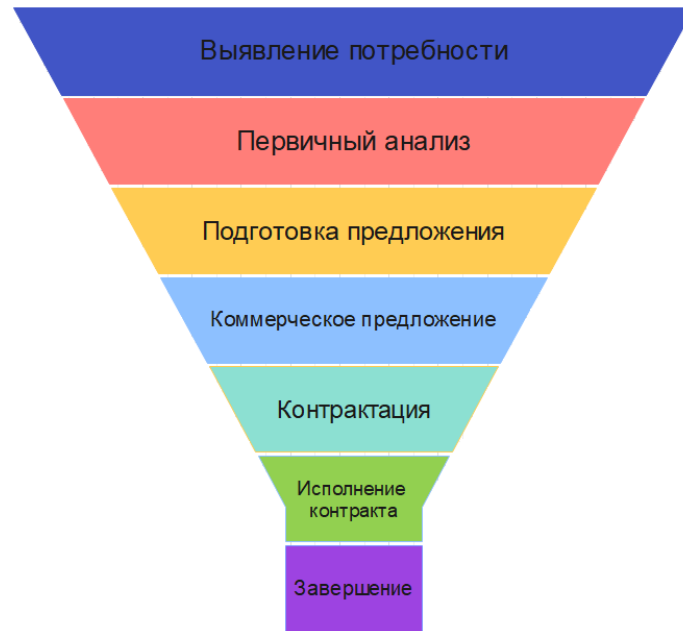 Выявление потребности
Первичный анализ
Подготовка предложения
Коммерческое предложение
Контрактация
Исполнение
контракта
Завершение